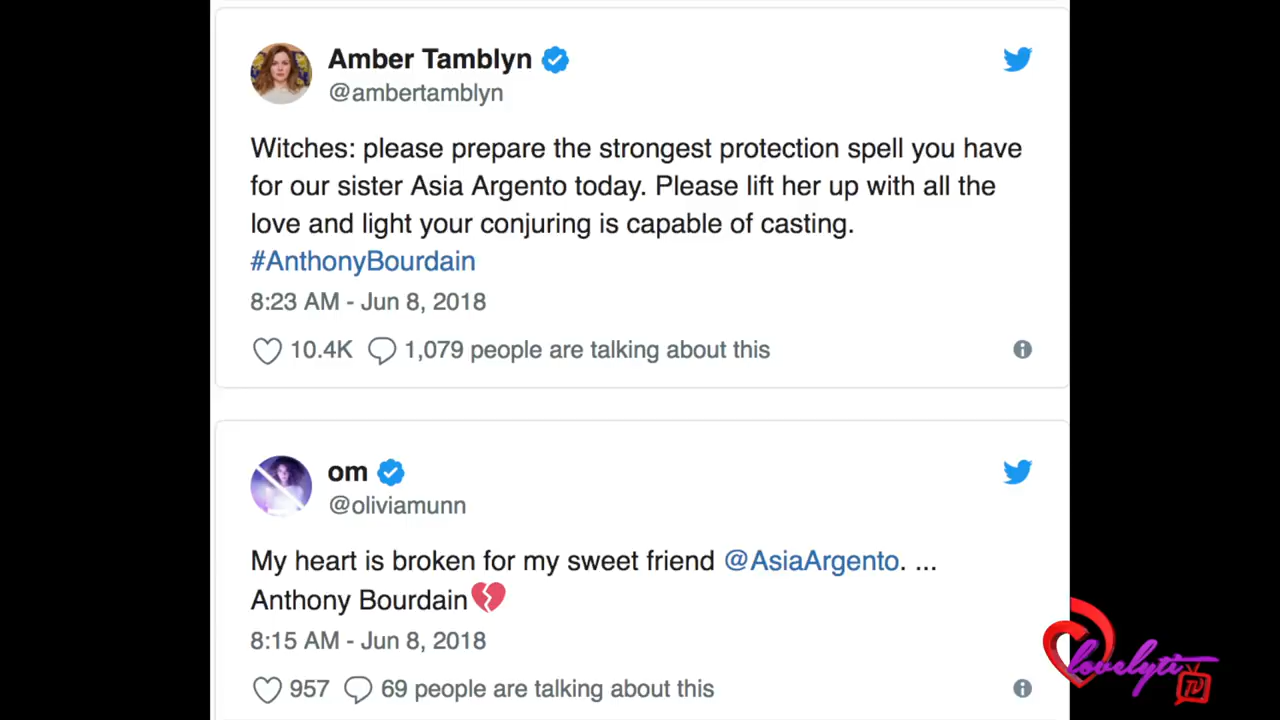 Amber Tamblyn
@ambertamblyn
Witches: please prepare the strongest protection spell you have
for our sister Asia Argento today. Please lift her up with all the
love and light your conjuring is capable of casting.
#AnthonyBourdain
8:23 AM - Jun 8, 2018
10.4K 1,079 people are talking about this
om
@oliviamunn
My heart is broken for my sweet friend @AsiaArgento. ...
Anthony Bourdain💔
8:15 AM - Jun 8, 2018
957 69 people are talking about this
lovelyti
TV